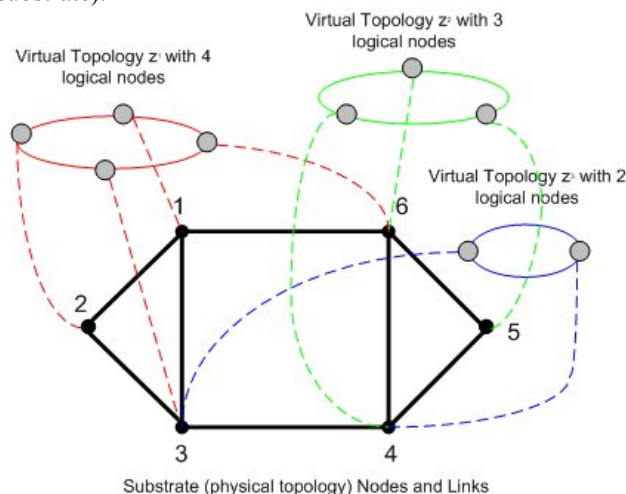 substrate).
Virtual Topology z¹ with 4
logical nodes
Virtual Topology z² with 3
logical nodes
Virtual Topology z³ with 2
logical nodes
1
6
2
5
3
4
Substrate (physical topology) Nodes and Links